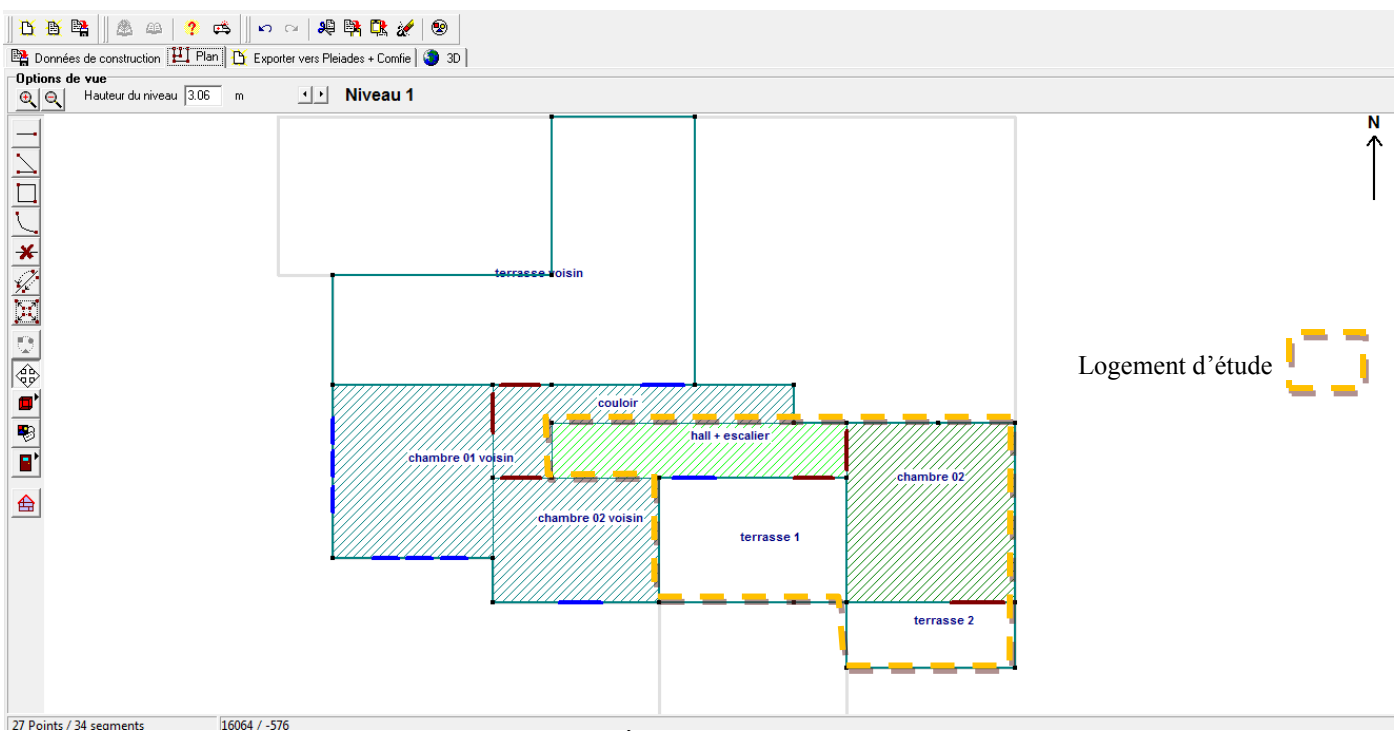 Données de construction Plan Exporter vers Pleiades + Comfie 3D
Options de vue
Hauteur du niveau 3.06 m Niveau 1
N
terrasse voisin
Logement d'étude
couloir
hall + escalier
chambre 01 voisin
chambre 02
chambre 02 voisin
terrasse 1
terrasse 2
27 Points / 34 segments 16064 / -576